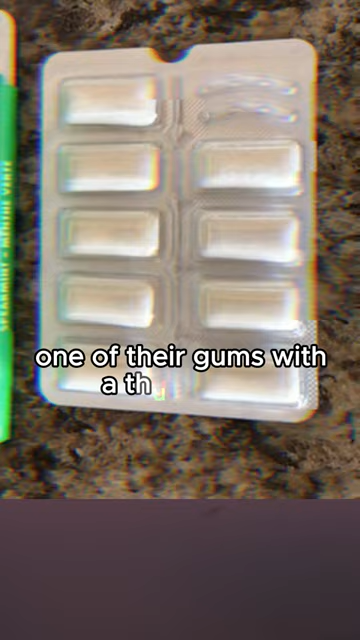 SPEARMINT - MENTHE VERTE
one of their gums with
a th